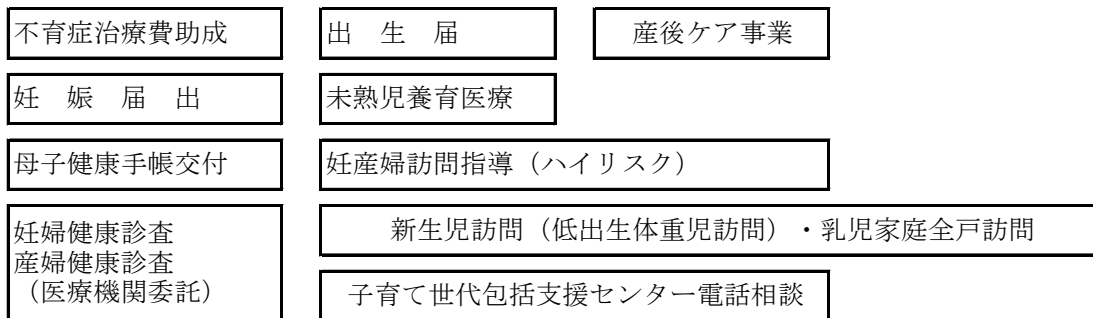 不育症治療費助成
出　生　届
産後ケア事業
妊　娠　届　出
未熟児養育医療
母子健康手帳交付
妊産婦訪問指導（ハイリスク）
妊婦健康診査
産婦健康診査
（医療機関委託）
新生児訪問（低出生体重児訪問）・乳児家庭全戸訪問
子育て世代包括支援センター電話相談